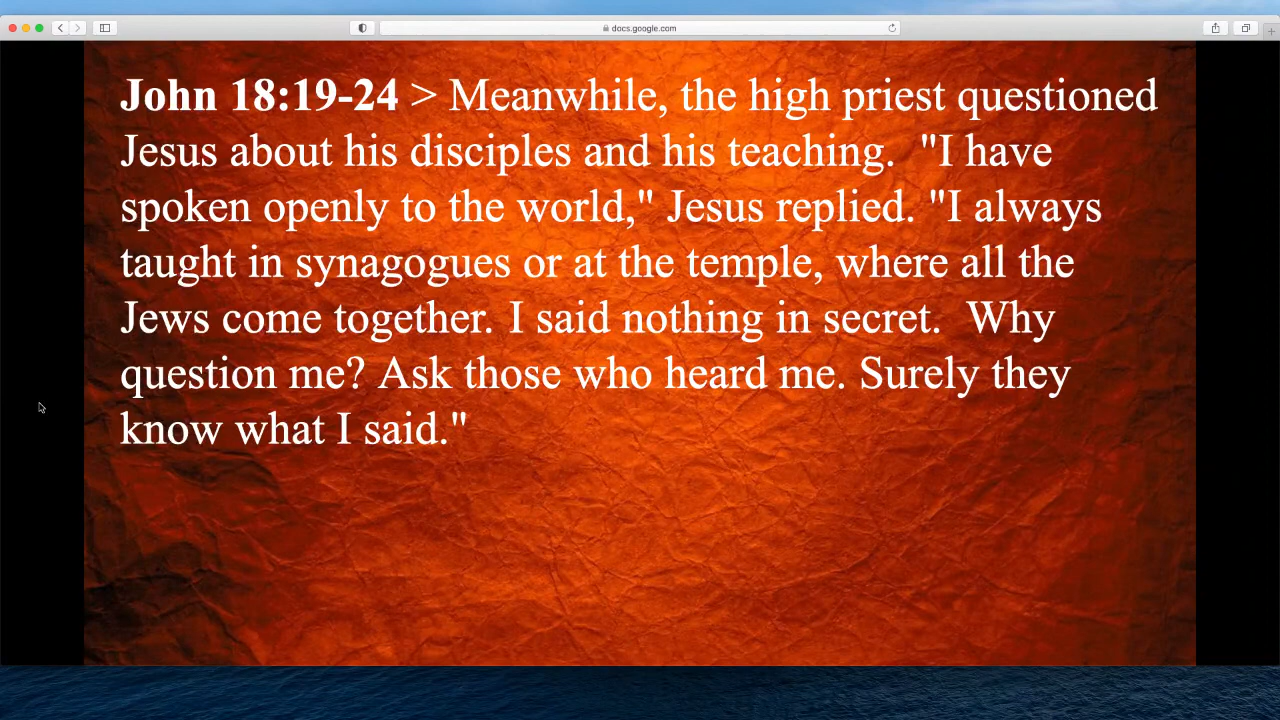 docs.google.com
John 18:19-24 > Meanwhile, the high priest questioned
Jesus about his disciples and his teaching.  "I have
spoken openly to the world," Jesus replied. "I always
taught in synagogues or at the temple, where all the
Jews come together. I said nothing in secret.  Why
question me? Ask those who heard me. Surely they
know what I said."